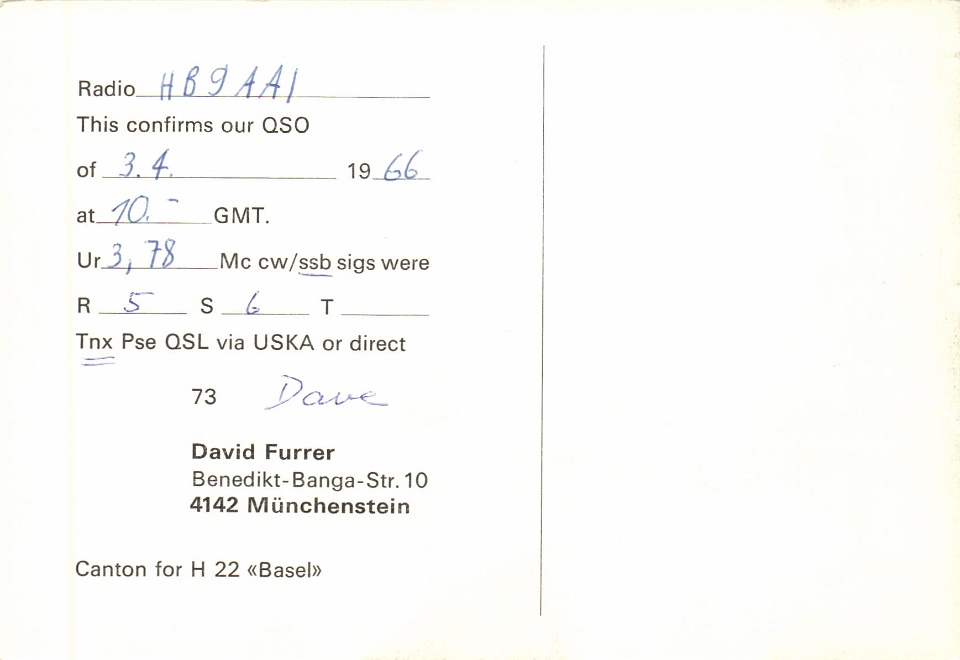 Radio HB9AAI
This confirms our QSO
of 3.4. 1966
at 10.- GMT.
Ur 3,78 Mc cw/ssb sigs were
R 5 S 6 T
Tnx Pse QSL via USKA or direct
73 Dave
David Furrer
Benedikt-Banga-Str. 10
4142 Münchenstein
Canton for H 22 «Basel»